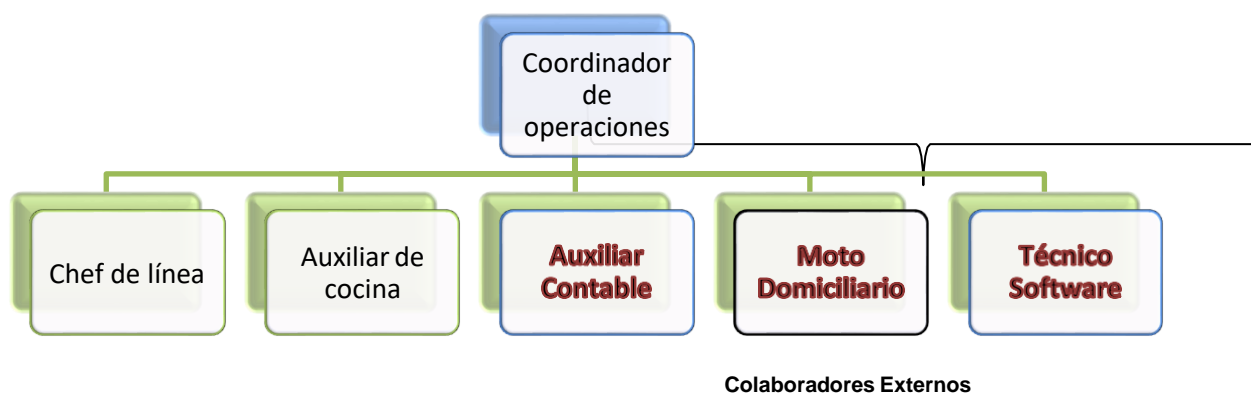 Coordinador
de
operaciones
Chef de línea
Auxiliar de
cocina
Auxiliar
Contable
Moto
Domiciliario
Técnico
Software
Colaboradores Externos